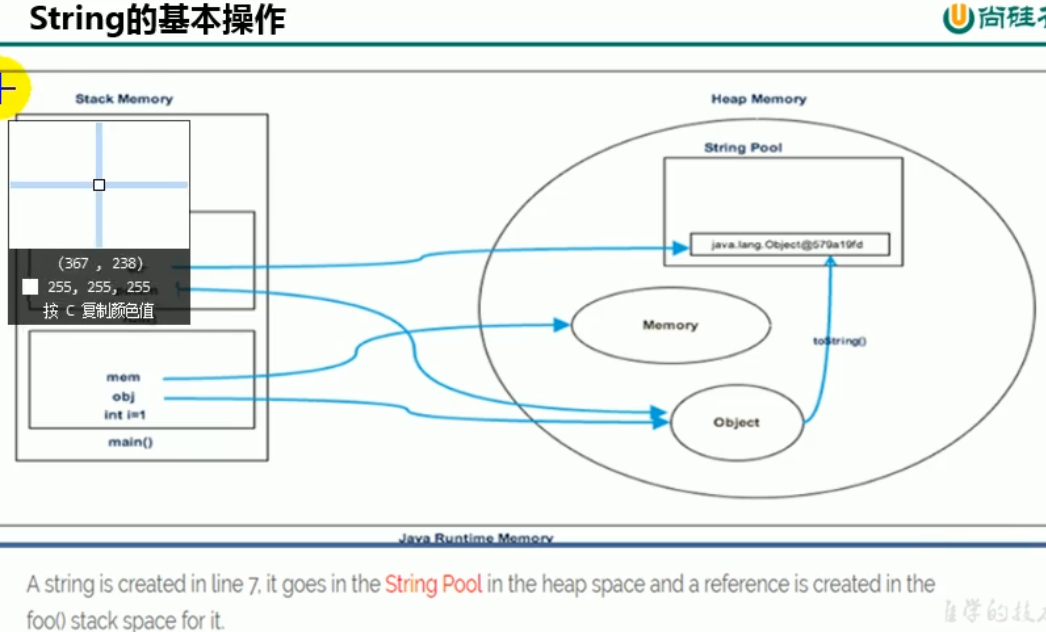 String的基本操作
尚硅
Stack Memory
Heap Memory
String Pool
java.lang.Object@579a19fd
(367 , 238)
255, 255, 255
按 C 复制颜色值
Memory
toString()
mem
obj
int i=1
Object
main()
Java Runtime Memory
A string is created in line 7, it goes in the String Pool in the heap space and a reference is created in the
foo() stack space for it.
学的技